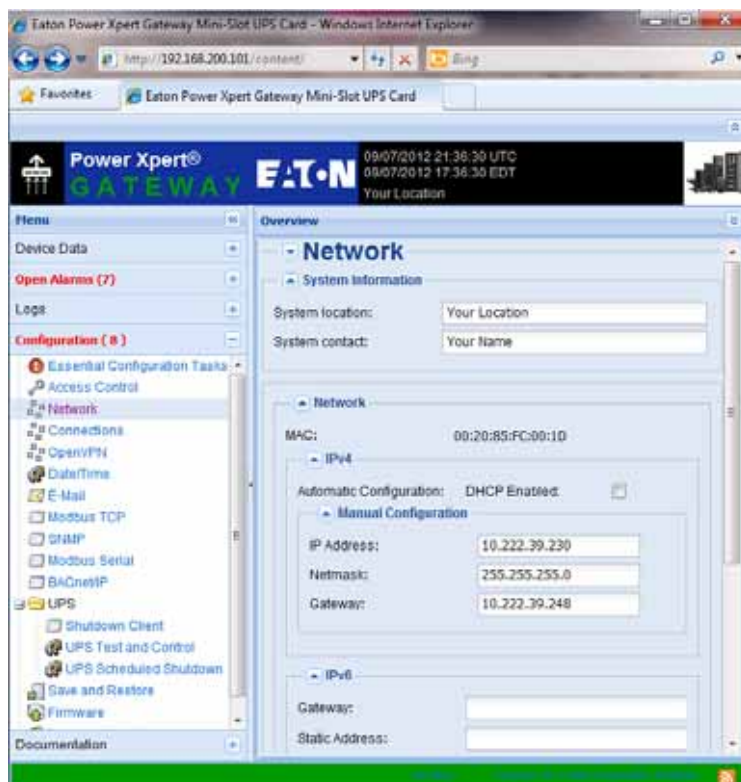 Eaton Power Xpert Gateway Mini-Slot UPS Card - Windows Internet Explorer
http://192.168.200.101/content/
Bing
Favorites
Eaton Power Xpert Gateway Mini-Slot UPS Card
Power Xpert®
GATEWAY
EATON
09/07/2012 21:36:30 UTC
09/07/2012 17:36:30 EDT
Your Location
Menu
Device Data
Open Alarms (7)
Logs
Configuration ( 8 )
Essential Configuration Tasks
Access Control
Network
Connections
OpenVPN
Date/Time
E-Mail
Modbus TCP
SNMP
Modbus Serial
BACnet/IP
UPS
Shutdown Client
UPS Test and Control
UPS Scheduled Shutdown
Save and Restore
Firmware
Documentation
Overview
Network
System Information
System location: Your Location
System contact: Your Name
Network
MAC: 00:20:85:FC:00:1D
IPv4
Automatic Configuration: DHCP Enabled:
Manual Configuration
IP Address: 10.222.39.230
Netmask: 255.255.255.0
Gateway: 10.222.39.248
IPv6
Gateway:
Static Address: